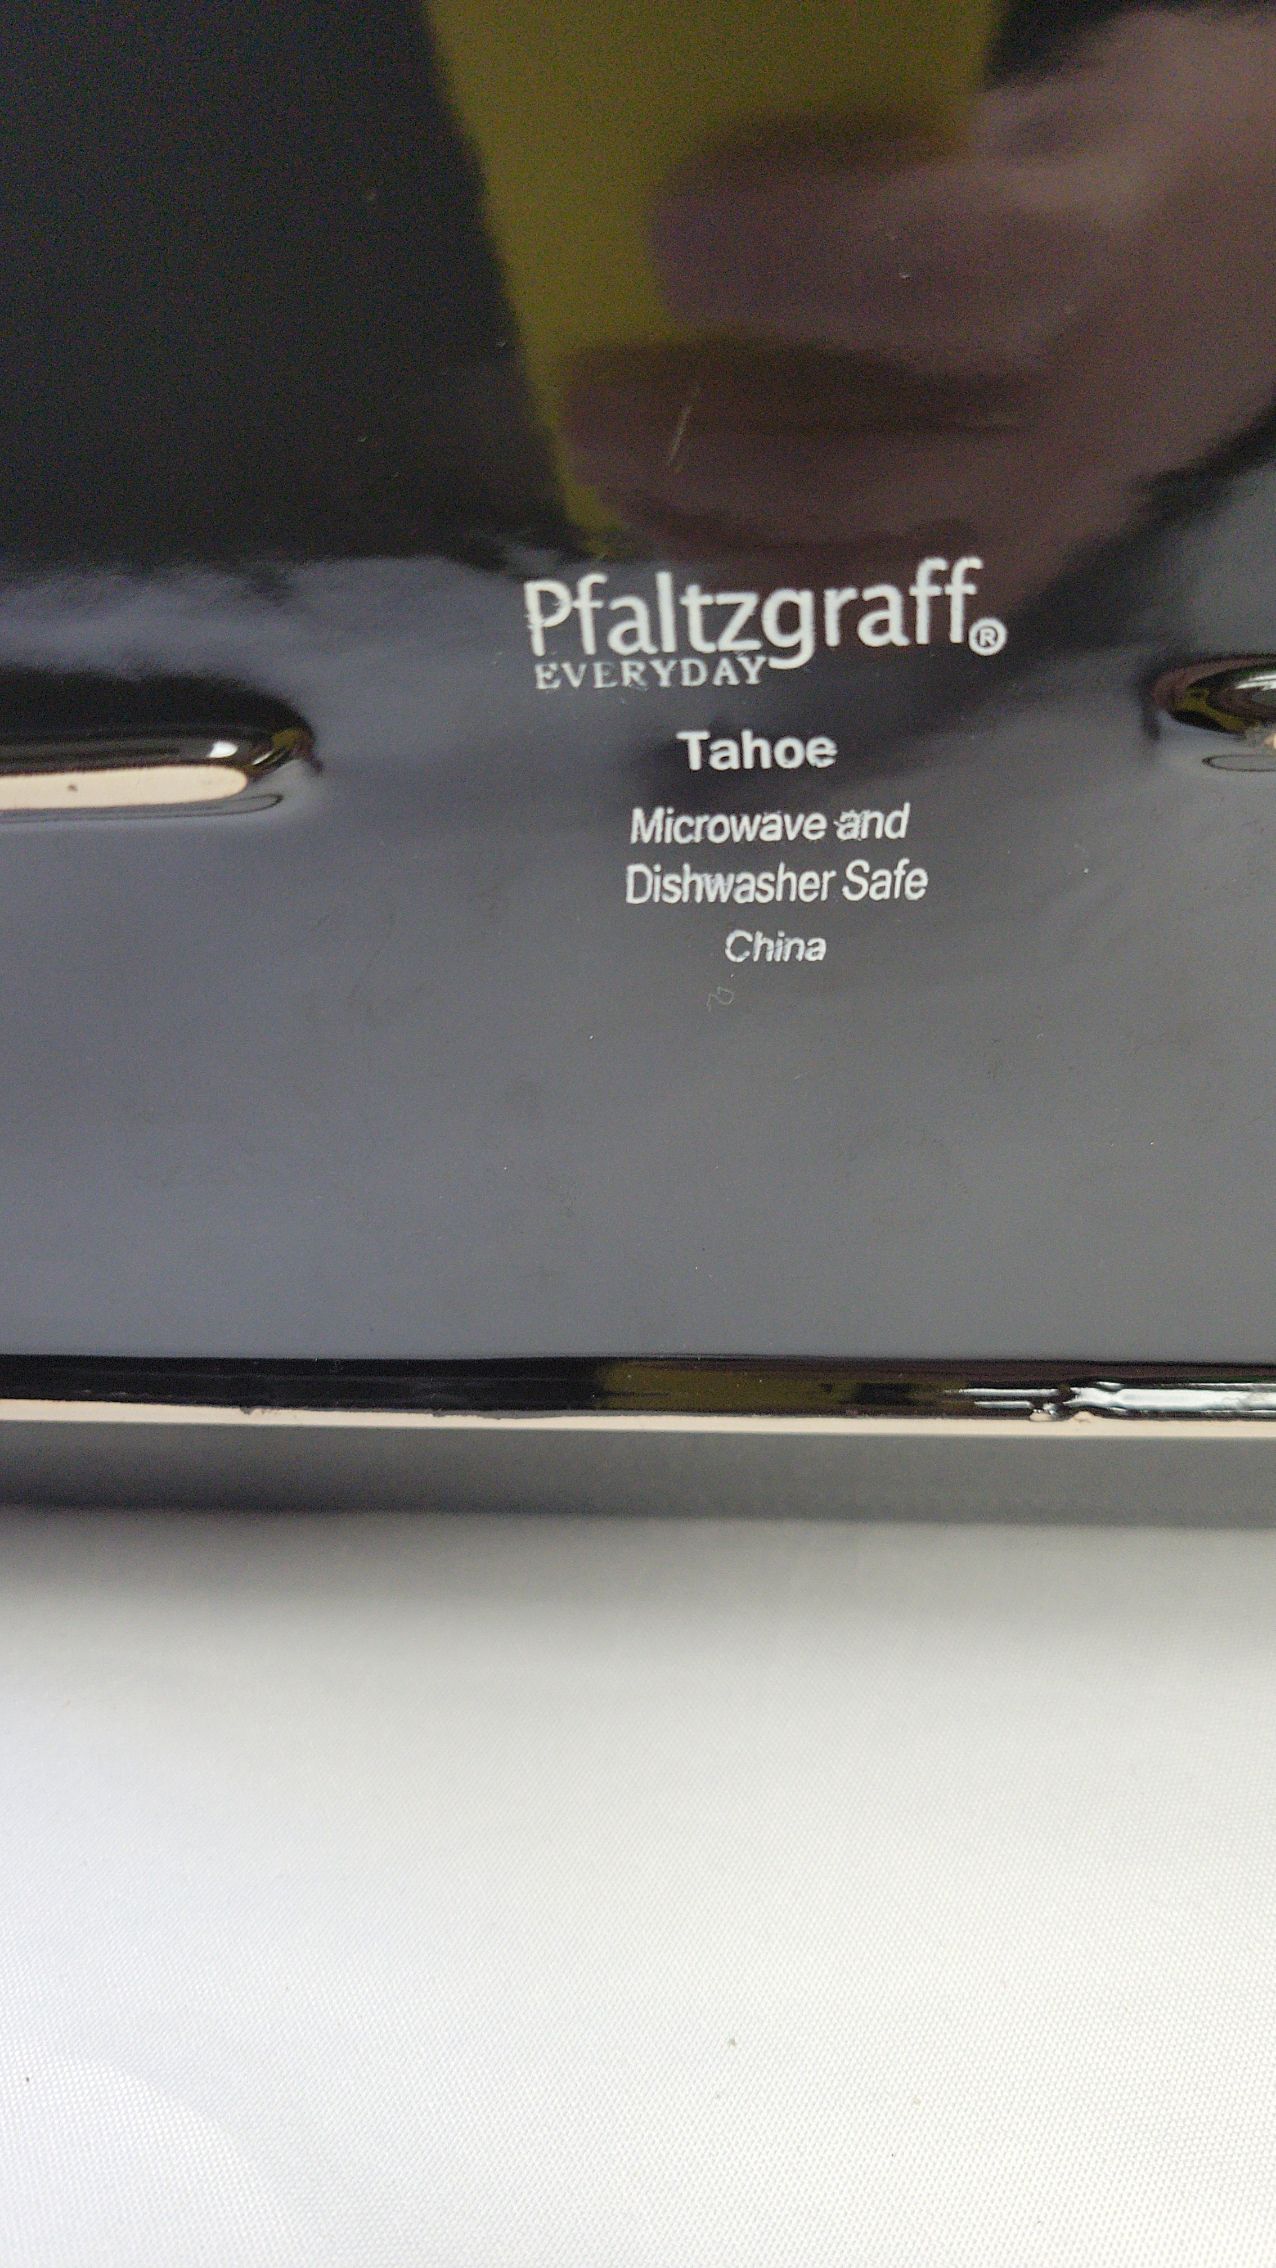 Pfaltzgraff®
EVERYDAY
Tahoe
Microwave and
Dishwasher Safe
China